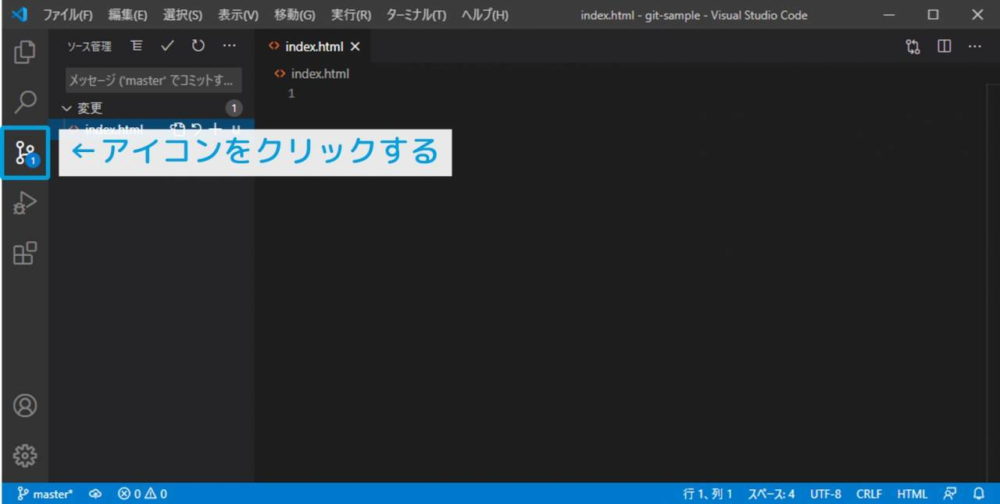 ファイル(F) 編集(E) 選択(S) 表示(V) 移動(G) 実行(R) ターミナル(T) ヘルプ(H) index.html - git-sample - Visual Studio Code
ソース管理
index.html
メッセージ ('master' でコミットす...
index.html
変更 1
1
index.html U
1
←アイコンをクリックする
master* 0 0 行 1、列 1 スペース: 4 UTF-8 CRLF HTML